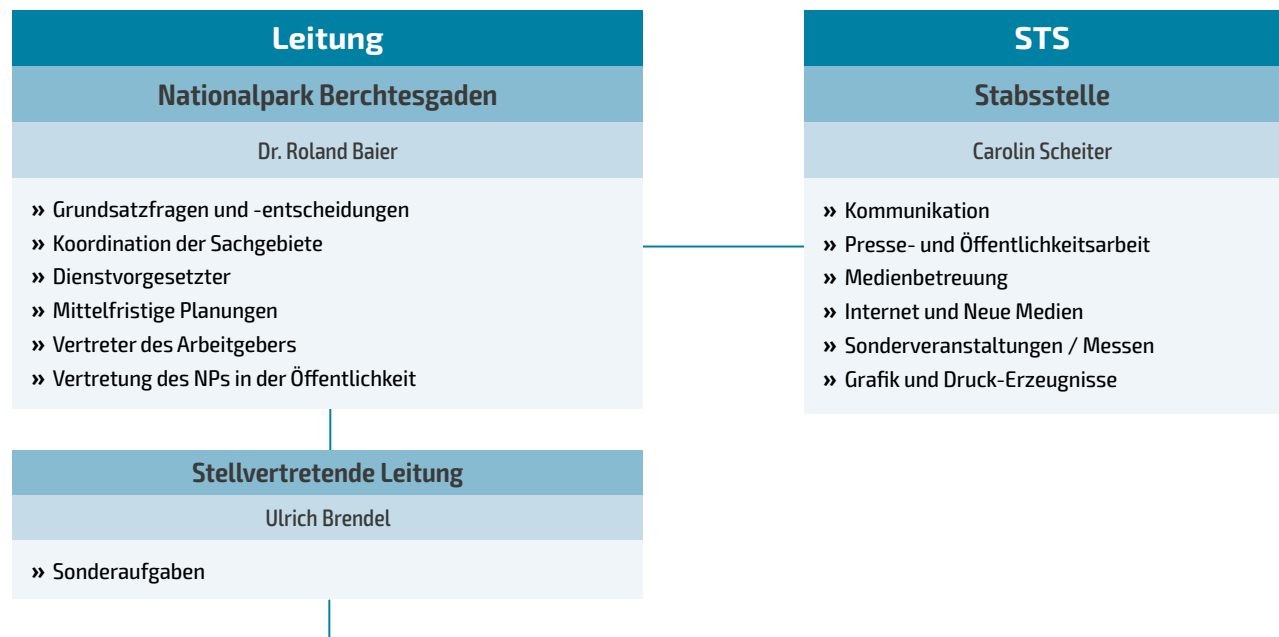 Leitung
Nationalpark Berchtesgaden
Dr. Roland Baier
» Grundsatzfragen und -entscheidungen
» Koordination der Sachgebiete
» Dienstvorgesetzter
» Mittelfristige Planungen
» Vertreter des Arbeitgebers
» Vertretung des NPs in der Öffentlichkeit
STS
Stabsstelle
Carolin Scheiter
» Kommunikation
» Presse- und Öffentlichkeitsarbeit
» Medienbetreuung
» Internet und Neue Medien
» Sonderveranstaltungen / Messen
» Grafik und Druck-Erzeugnisse
Stellvertretende Leitung
Ulrich Brendel
» Sonderaufgaben